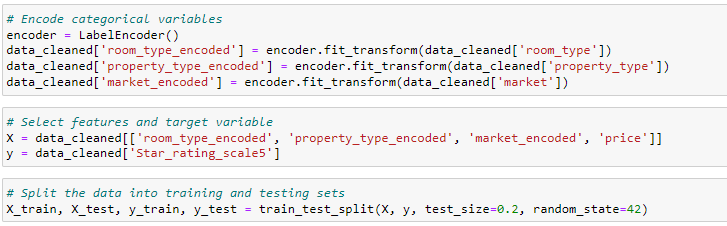 # Encode categorical variables
encoder = LabelEncoder()
data_cleaned['room_type_encoded'] = encoder.fit_transform(data_cleaned['room_type'])
data_cleaned['property_type_encoded'] = encoder.fit_transform(data_cleaned['property_type'])
data_cleaned['market_encoded'] = encoder.fit_transform(data_cleaned['market'])
# Select features and target variable
X = data_cleaned[['room_type_encoded', 'property_type_encoded', 'market_encoded', 'price']]
y = data_cleaned['Star_rating_scale5']
# Split the data into training and testing sets
X_train, X_test, y_train, y_test = train_test_split(X, y, test_size=0.2, random_state=42)